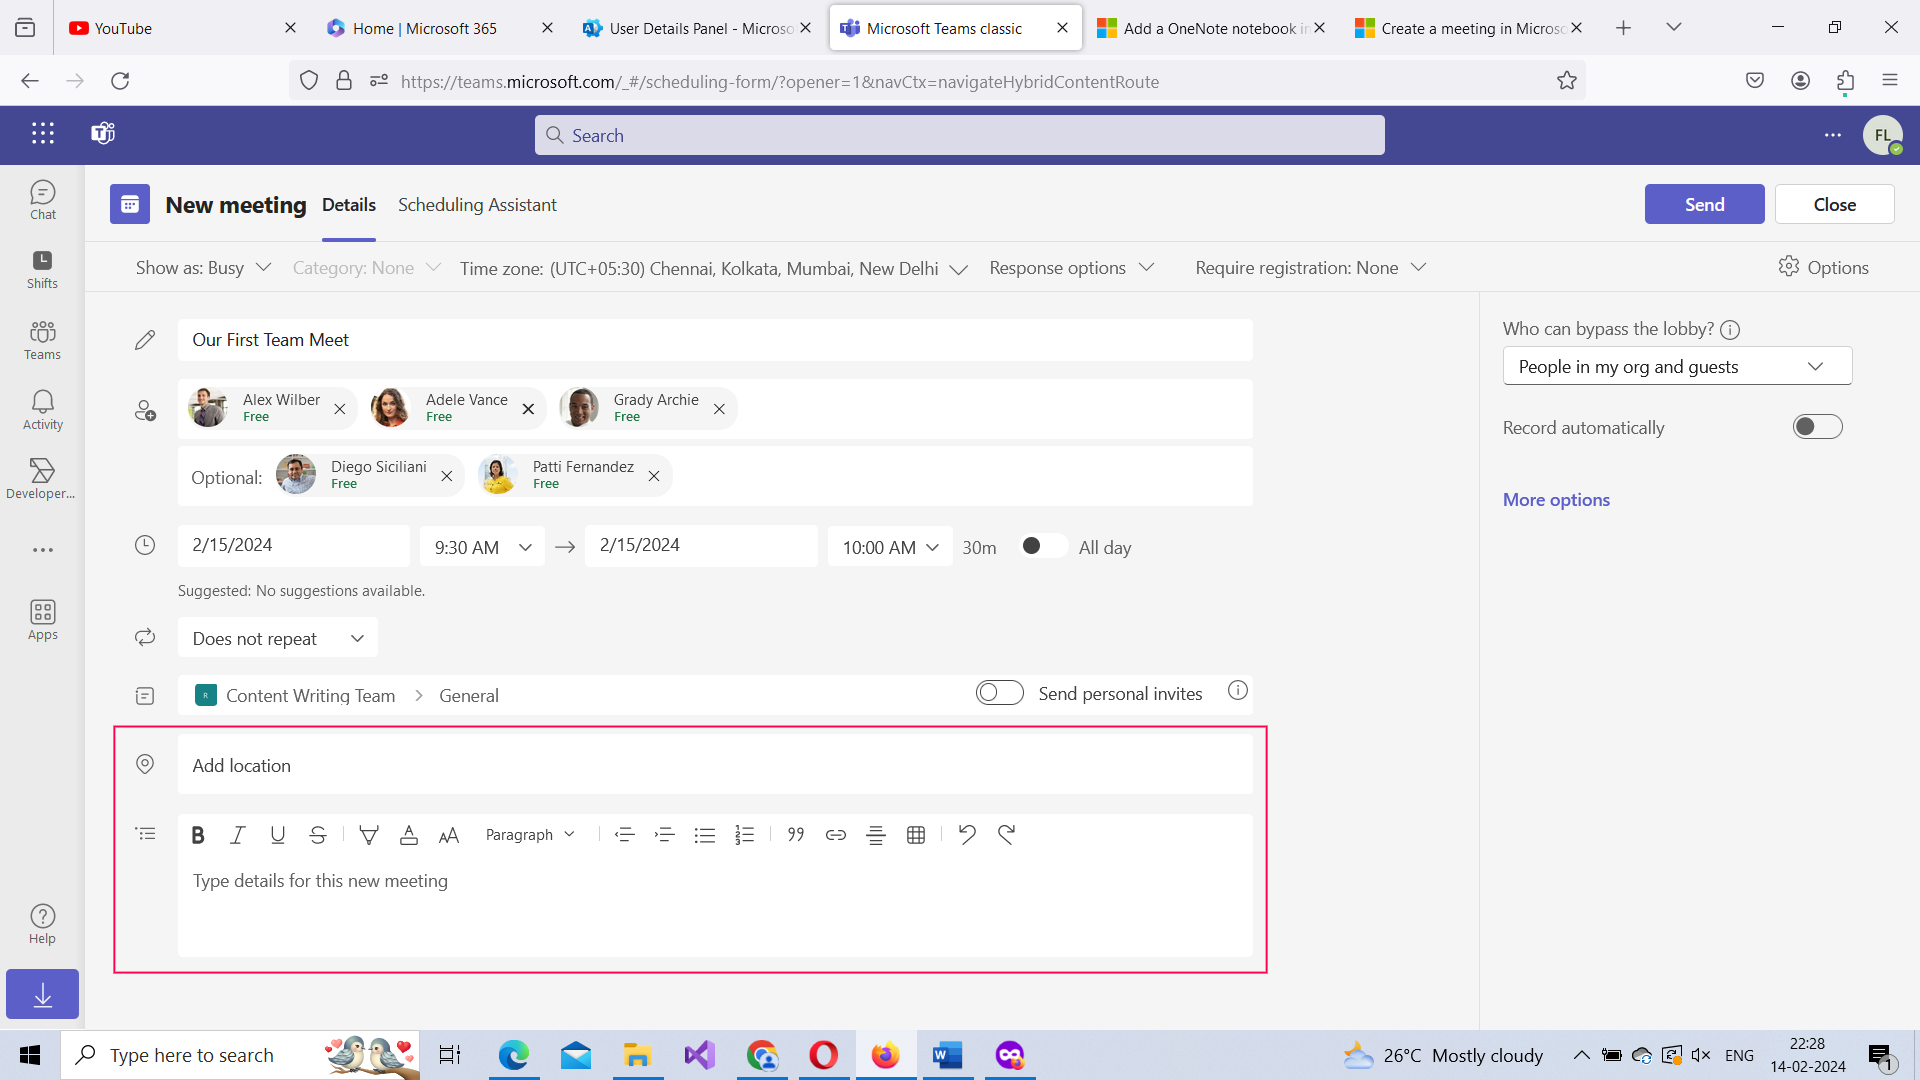 YouTube
Home | Microsoft 365
User Details Panel - Microso
Microsoft Teams classic
Add a OneNote notebook in
Create a meeting in Microso
https://teams.microsoft.com/_#/scheduling-form/?opener=1&navCtx=navigateHybridContentRoute
Search
FL
Chat
Shifts
Teams
Activity
Developer...
Apps
Help
New meeting
Details
Scheduling Assistant
Send
Close
Show as: Busy
Category: None
Time zone: (UTC+05:30) Chennai, Kolkata, Mumbai, New Delhi
Response options
Require registration: None
Options
Our First Team Meet
Alex Wilber
Free
Adele Vance
Free
Grady Archie
Free
Optional:
Diego Siciliani
Free
Patti Fernandez
Free
2/15/2024
9:30 AM
2/15/2024
10:00 AM
30m
All day
Suggested: No suggestions available.
Does not repeat
R
Content Writing Team
General
Send personal invites
Add location
Paragraph
Type details for this new meeting
Who can bypass the lobby?
People in my org and guests
Record automatically
More options
Type here to search
26°C Mostly cloudy
ENG
22:28
14-02-2024
1